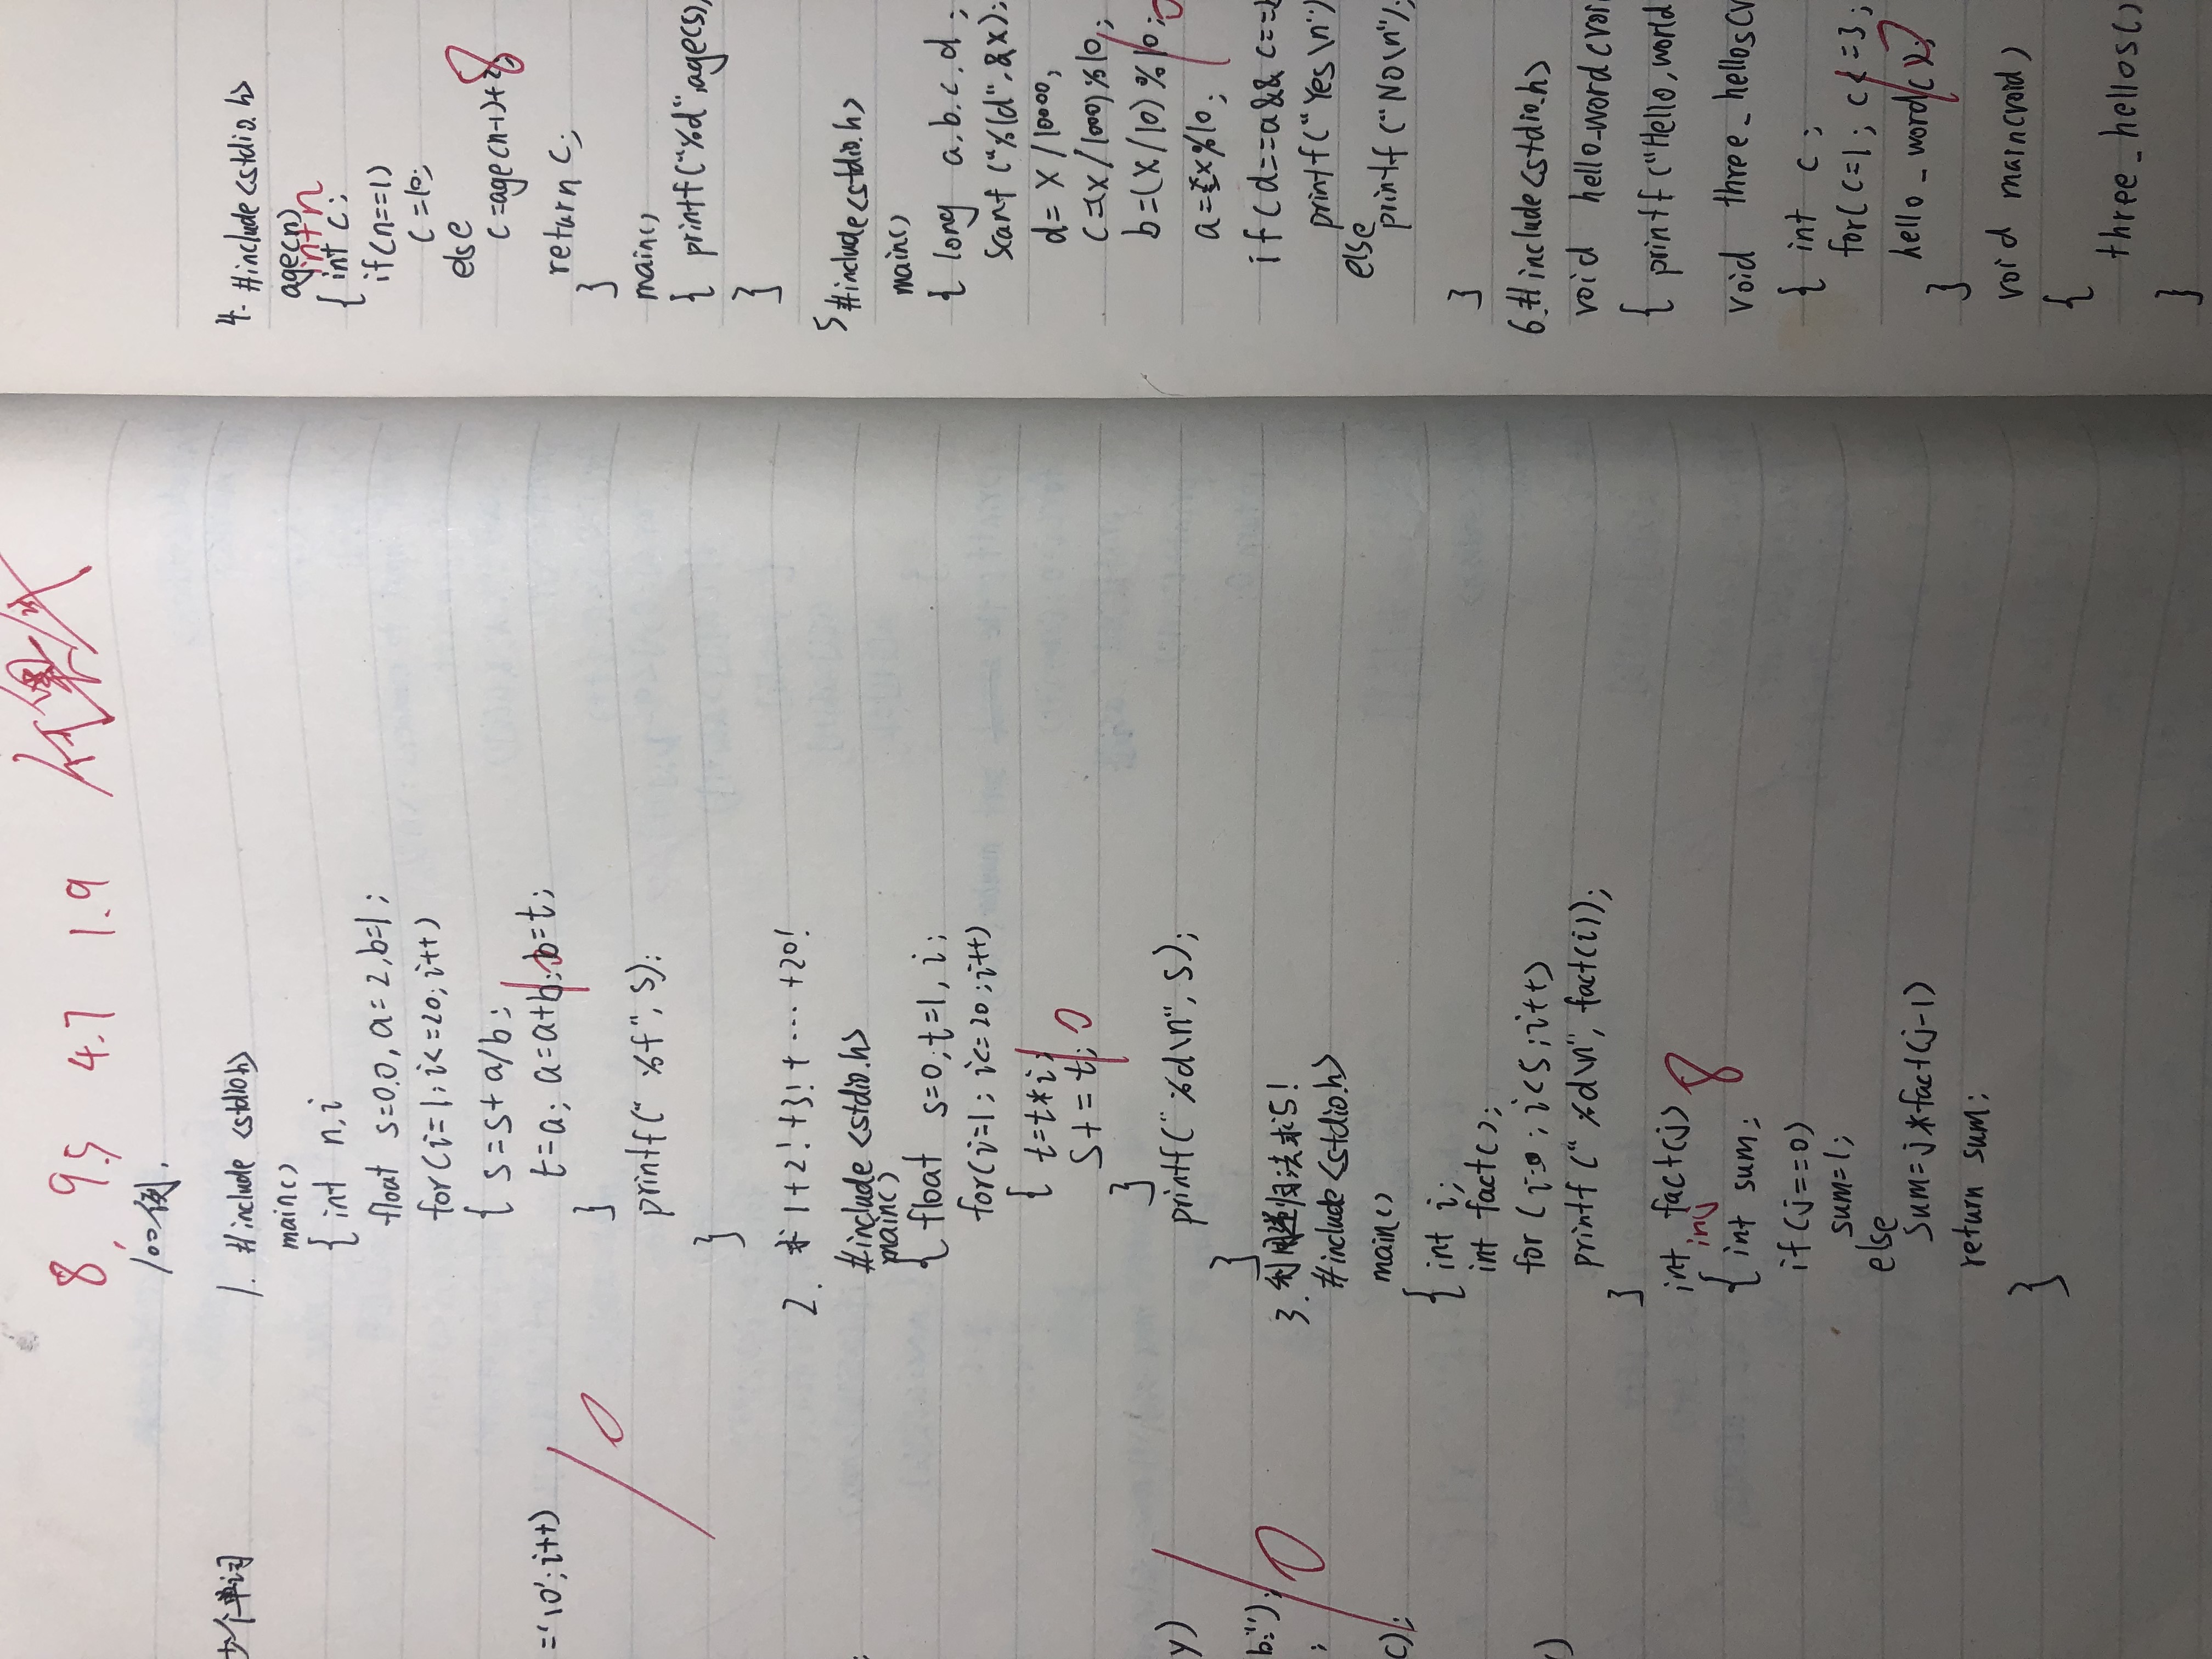 8 9.5 4.7 1.9
100例.
1. #include <stdio.h>
main()
{ int n,i
float s=0.0, a=2,b=1;
for(i=1;i<=20;i++)
{ s=s+a/b;
t=a; a=a+b;b=t;
}
printf("%f",s);
}
2. 求1+2!+3!+...+20!
#include <stdio.h>
main()
{float s=0,t=1,i;
for(i=1;i<=20;i++)
{ t=t*i;
s+=t;
}
printf("%d\n",s);
}
3. 利用递归法求5!
#include <stdio.h>
main()
{ int i;
int fact();
for(i=0;i<5;i++)
printf("%d\n",fact(i));
}
int fact(j)
int j
{ int sum;
if(j==0)
sum=1;
else
sum=j*fact(j-1)
return sum;
}
4. #include<stdio.h>
age(n)
int n
{ int c;
if(n==1)
c=10;
else
c=age(n-1)+2;
return c;
}
main()
{ printf("%d",age(5),
}
5 #include<stdio.h>
main()
{ long a,b,c,d,
scanf("%ld",&x);
d=x/10000,
c=(x/1000)%10,
b=(x/10)%10;
a=x%10;
if(d==a&&c==
printf("Yes\n")
else
printf("No\n");
}
6.#include<stdio.h>
void hello_word(
{ printf("Hello,world
void three_hellos(
{ int c;
for(c=1;c<=3;
hello_word();
}
void main(void)
{
three_hellos()
}
少个单词
='10';i++)
y)
b:");
;
c);
)